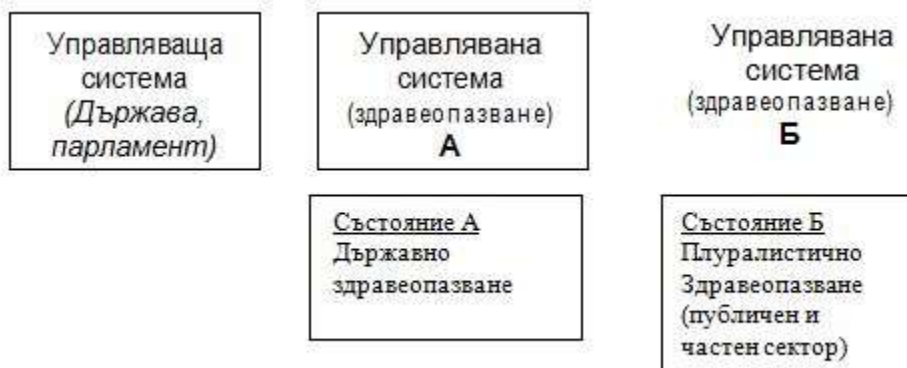 Управляваща
система
(Държава,
парламент)
Управлявана
система
(здравеопазване)
А
Управлявана
система
(здравеопазване)
Б
Състояние А
Държавно
здравеопазване
Състояние Б
Плуралистично
Здравеопазване
(публичен и
частен сектор)